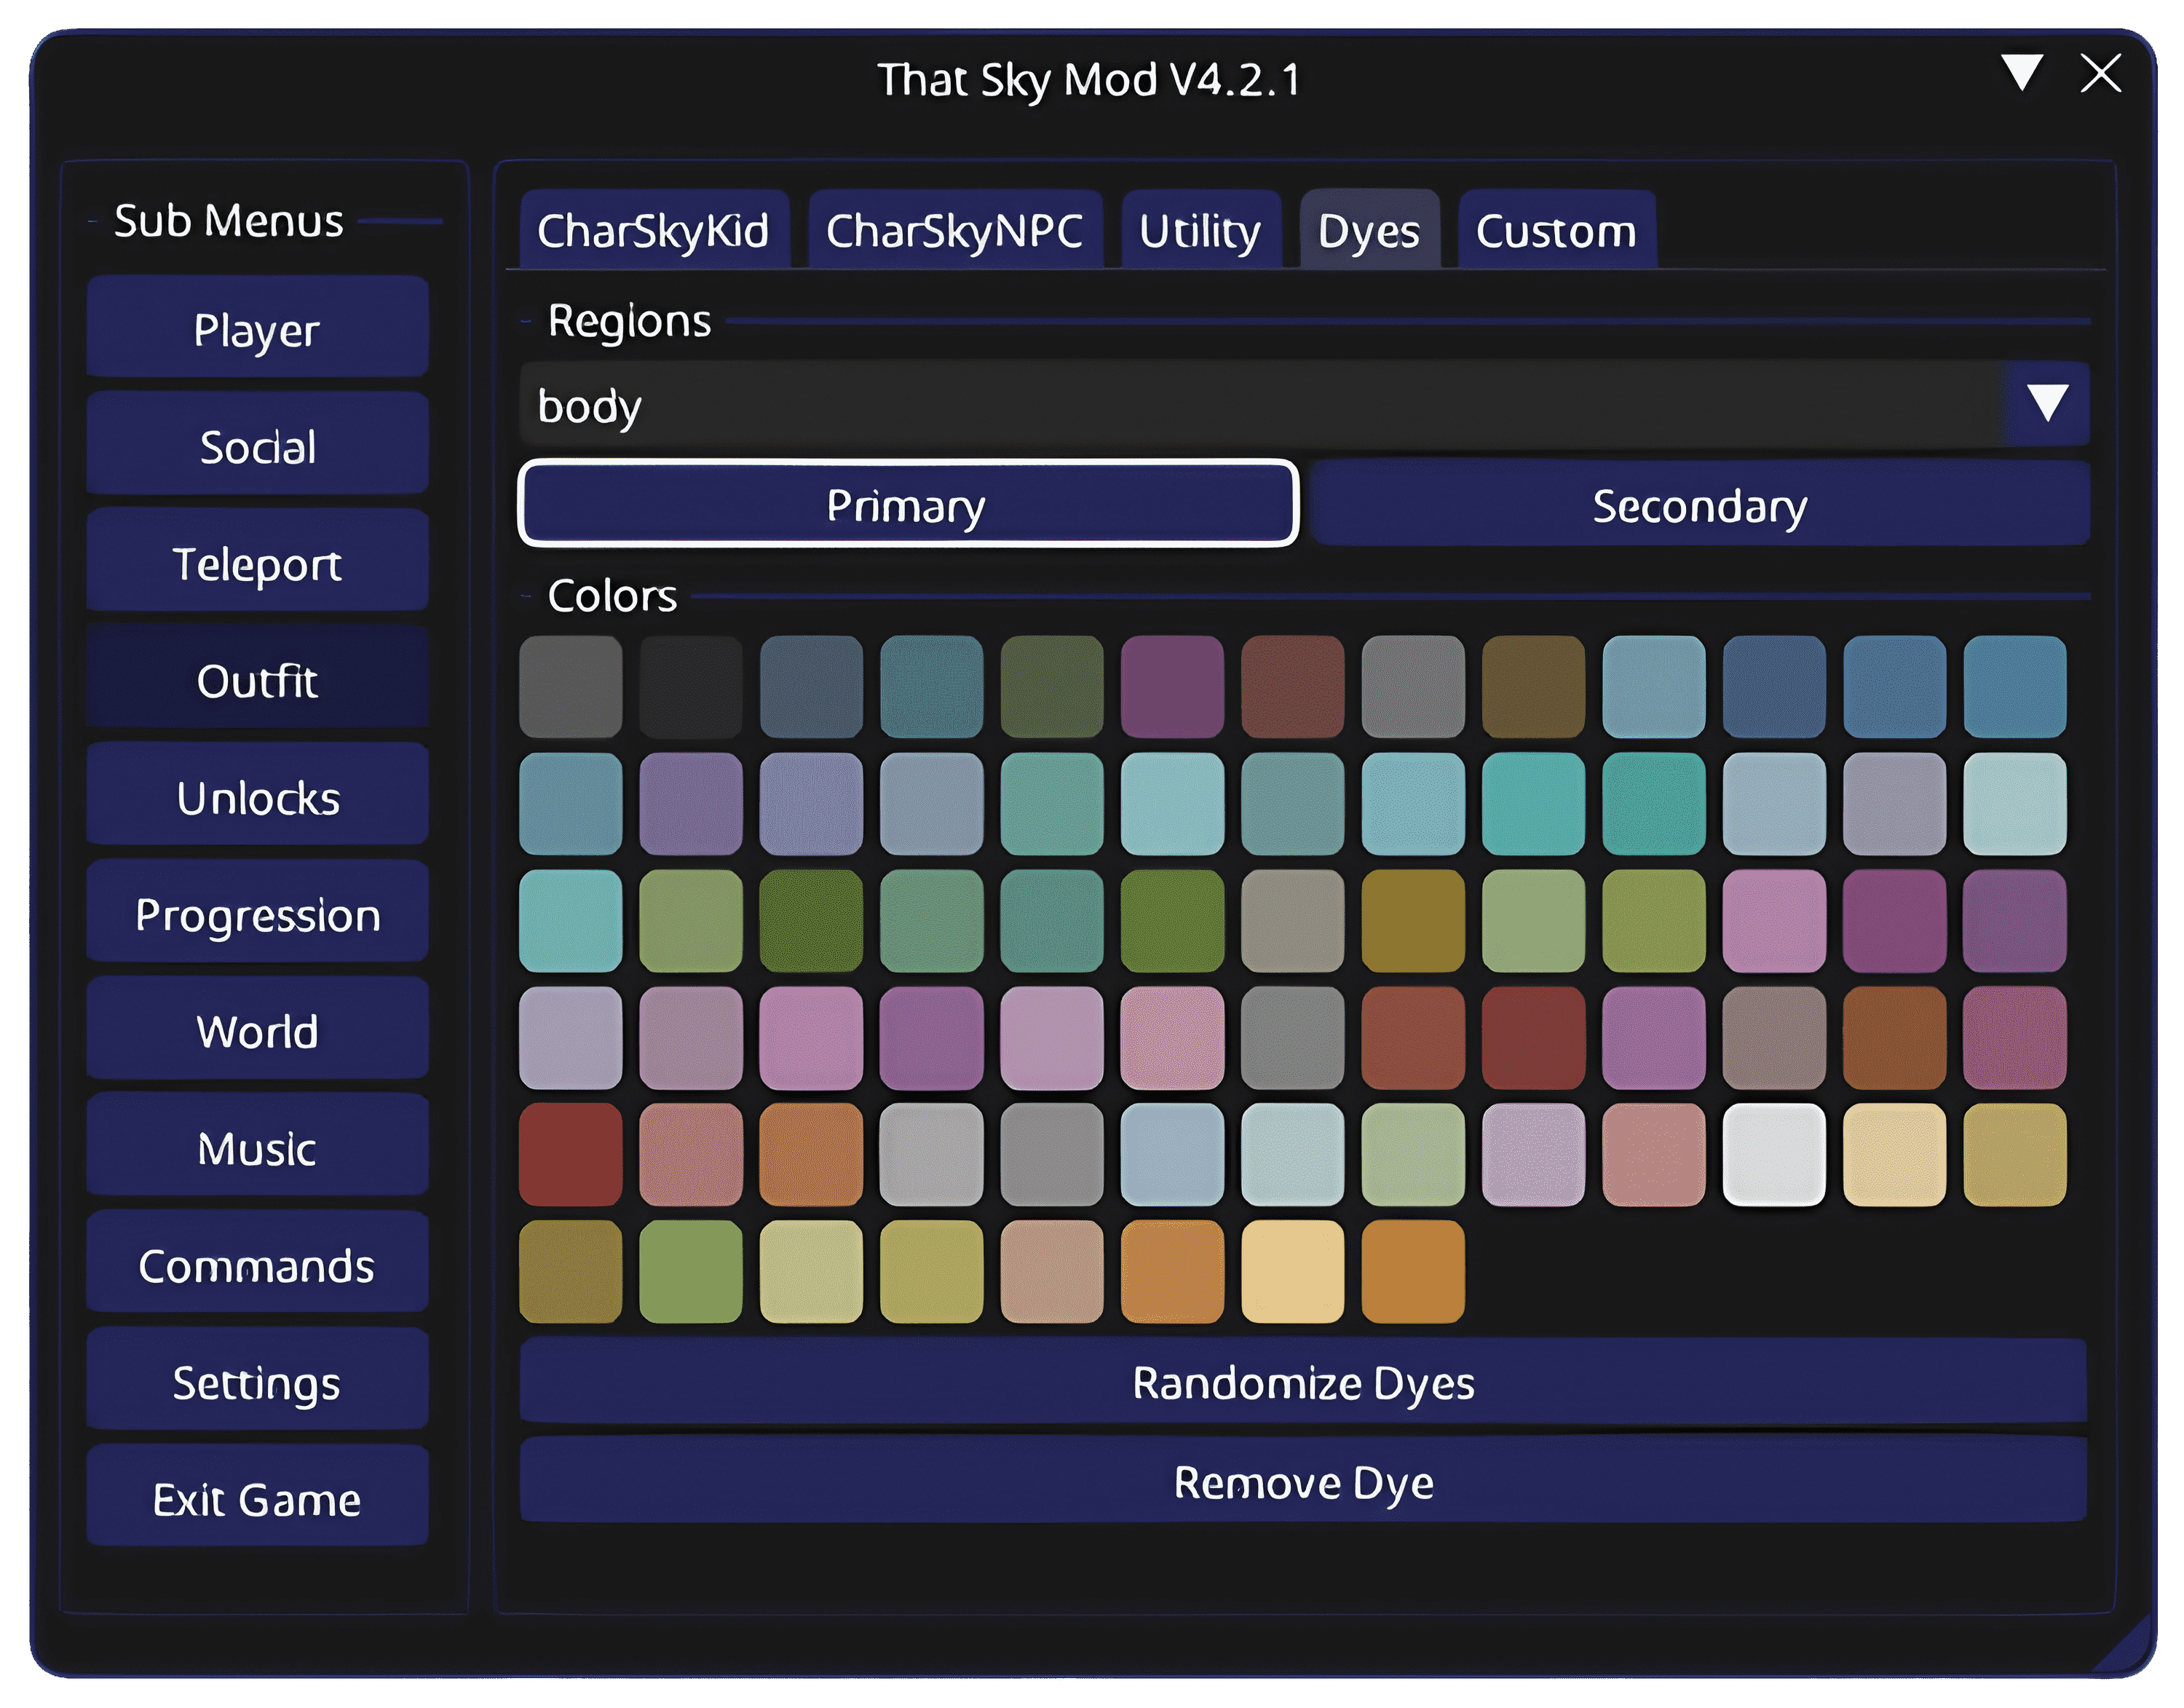 That Sky Mod V4.2.1
Sub Menus
Player
Social
Teleport
Outfit
Unlocks
Progression
World
Music
Commands
Settings
Exit Game
CharSkyKid CharSkyNPC Utility Dyes Custom
Regions
body
Primary Secondary
Colors
Randomize Dyes
Remove Dye